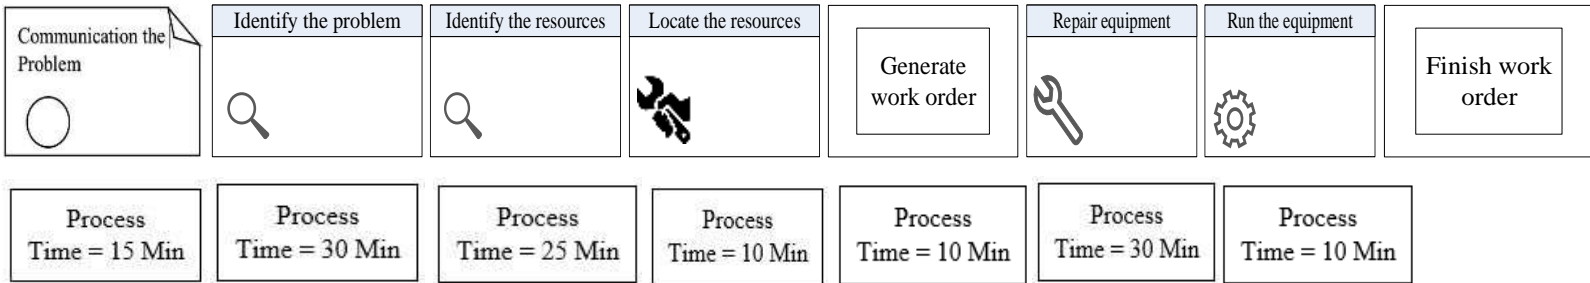 Communication the
Problem
Identify the problem
Identify the resources
Locate the resources
Generate
work order
Repair equipment
Run the equipment
Finish work
order
Process
Time = 15 Min
Process
Time = 30 Min
Process
Time = 25 Min
Process
Time = 10 Min
Process
Time = 10 Min
Process
Time = 30 Min
Process
Time = 10 Min